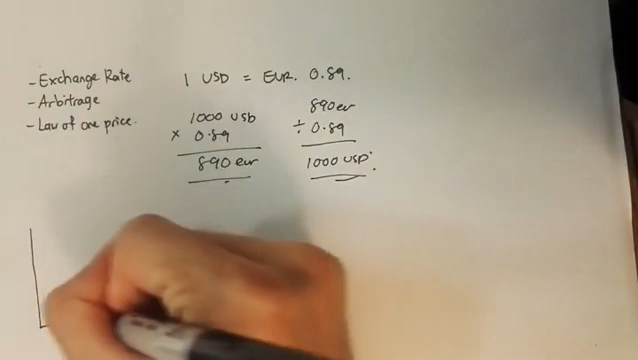 - Exchange Rate
- Arbitrage
- Law of one price.
1 USD = EUR. 0.89.
1000 USD
x 0.89
890 eur
890 eur
÷ 0.89
1000 USD.